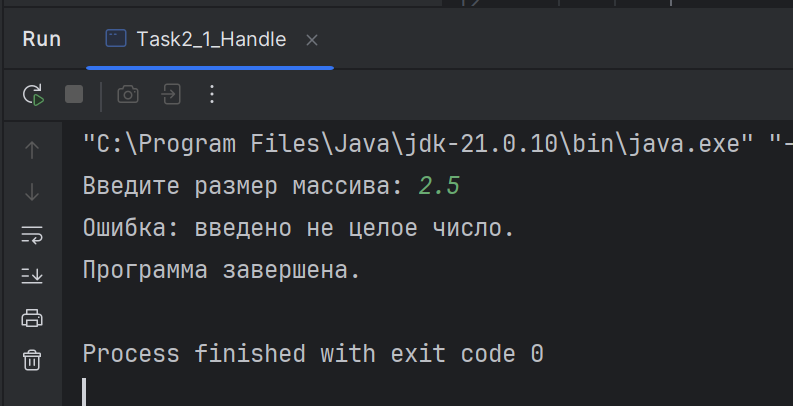 Run Task2_1_Handle
"C:\Program Files\Java\jdk-21.0.10\bin\java.exe" "-
Введите размер массива: 2.5
Ошибка: введено не целое число.
Программа завершена.
Process finished with exit code 0